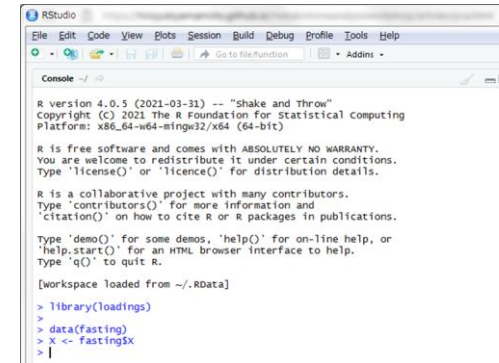 RStudio
File Edit Code View Plots Session Build Debug Profile Tools Help
Go to file/function Addins
Console ~/
R version 4.0.5 (2021-03-31) -- "Shake and Throw"
Copyright (C) 2021 The R Foundation for Statistical Computing
Platform: x86_64-w64-mingw32/x64 (64-bit)
R is free software and comes with ABSOLUTELY NO WARRANTY.
You are welcome to redistribute it under certain conditions.
Type 'license()' or 'licence()' for distribution details.
R is a collaborative project with many contributors.
Type 'contributors()' for more information and
'citation()' on how to cite R or R packages in publications.
Type 'demo()' for some demos, 'help()' for on-line help, or
'help.start()' for an HTML browser interface to help.
Type 'q()' to quit R.
[Workspace loaded from ~/.RData]
> library(loadings)
>
> data(fasting)
> X <- fasting$X
>